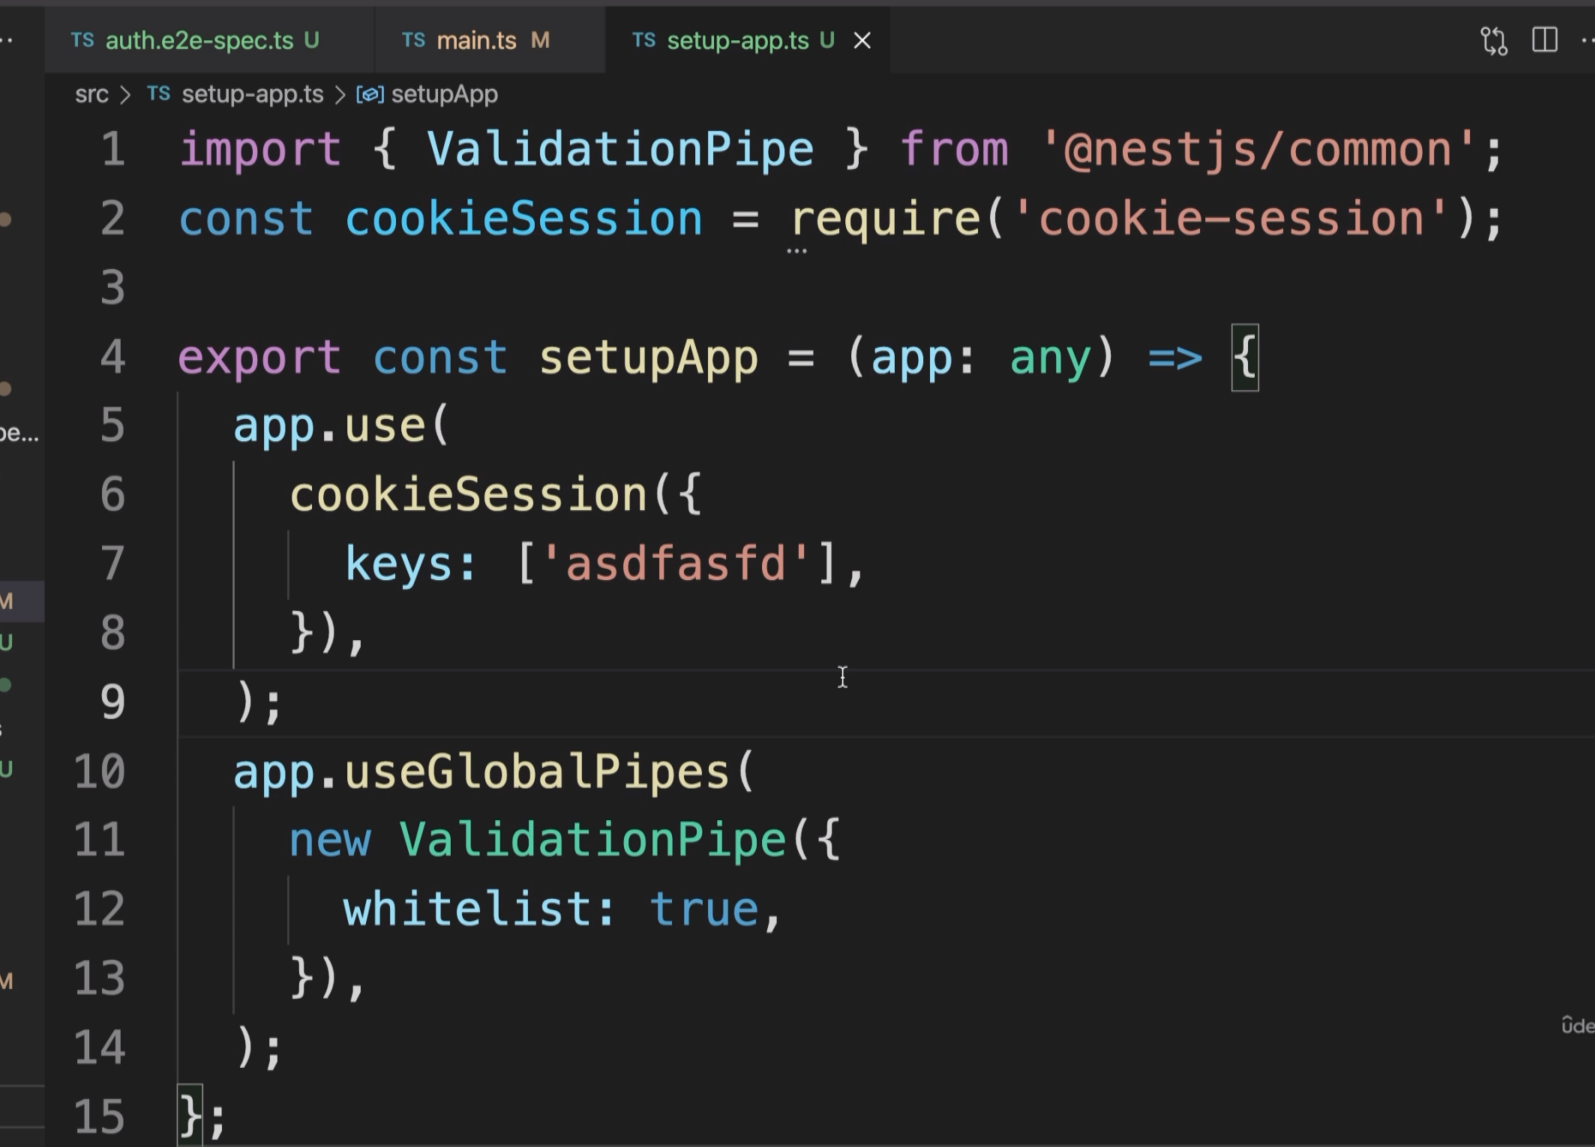 TS auth.e2e-spec.ts U TS main.ts M TS setup-app.ts U
src > TS setup-app.ts > setupApp
1 import { ValidationPipe } from '@nestjs/common';
2 const cookieSession = require('cookie-session');
3
4 export const setupApp = (app: any) => {
5 app.use(
6 cookieSession({
7 keys: ['asdfasfd'],
8 }),
9 );
10 app.useGlobalPipes(
11 new ValidationPipe({
12 whitelist: true,
13 }),
14 );
15 };
M
U
U
M